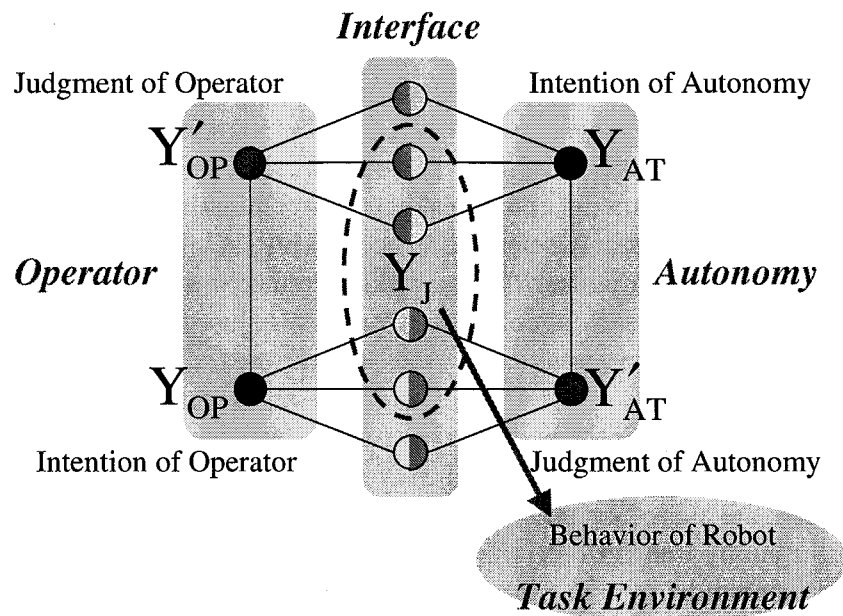 Interface
Judgment of Operator
Intention of Autonomy
Y′OP
YAT
Operator
YJ
Autonomy
YOP
Y′AT
Intention of Operator
Judgment of Autonomy
Behavior of Robot
Task Environment